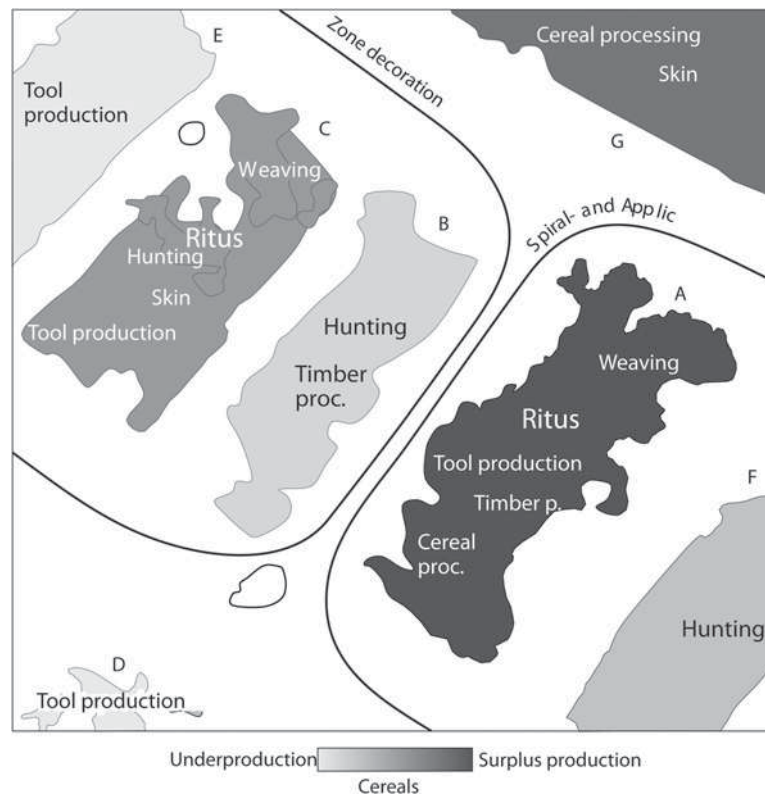 E
Tool
production
Zone decoration
Cereal processing
Skin
G
C
Weaving
Ritus
Hunting
Skin
Tool production
B
Hunting
Timber
proc.
Spiral- and Applic
A
Weaving
Ritus
Tool production
Timber p.
Cereal
proc.
F
Hunting
D
Tool production
Underproduction
Surplus production
Cereals